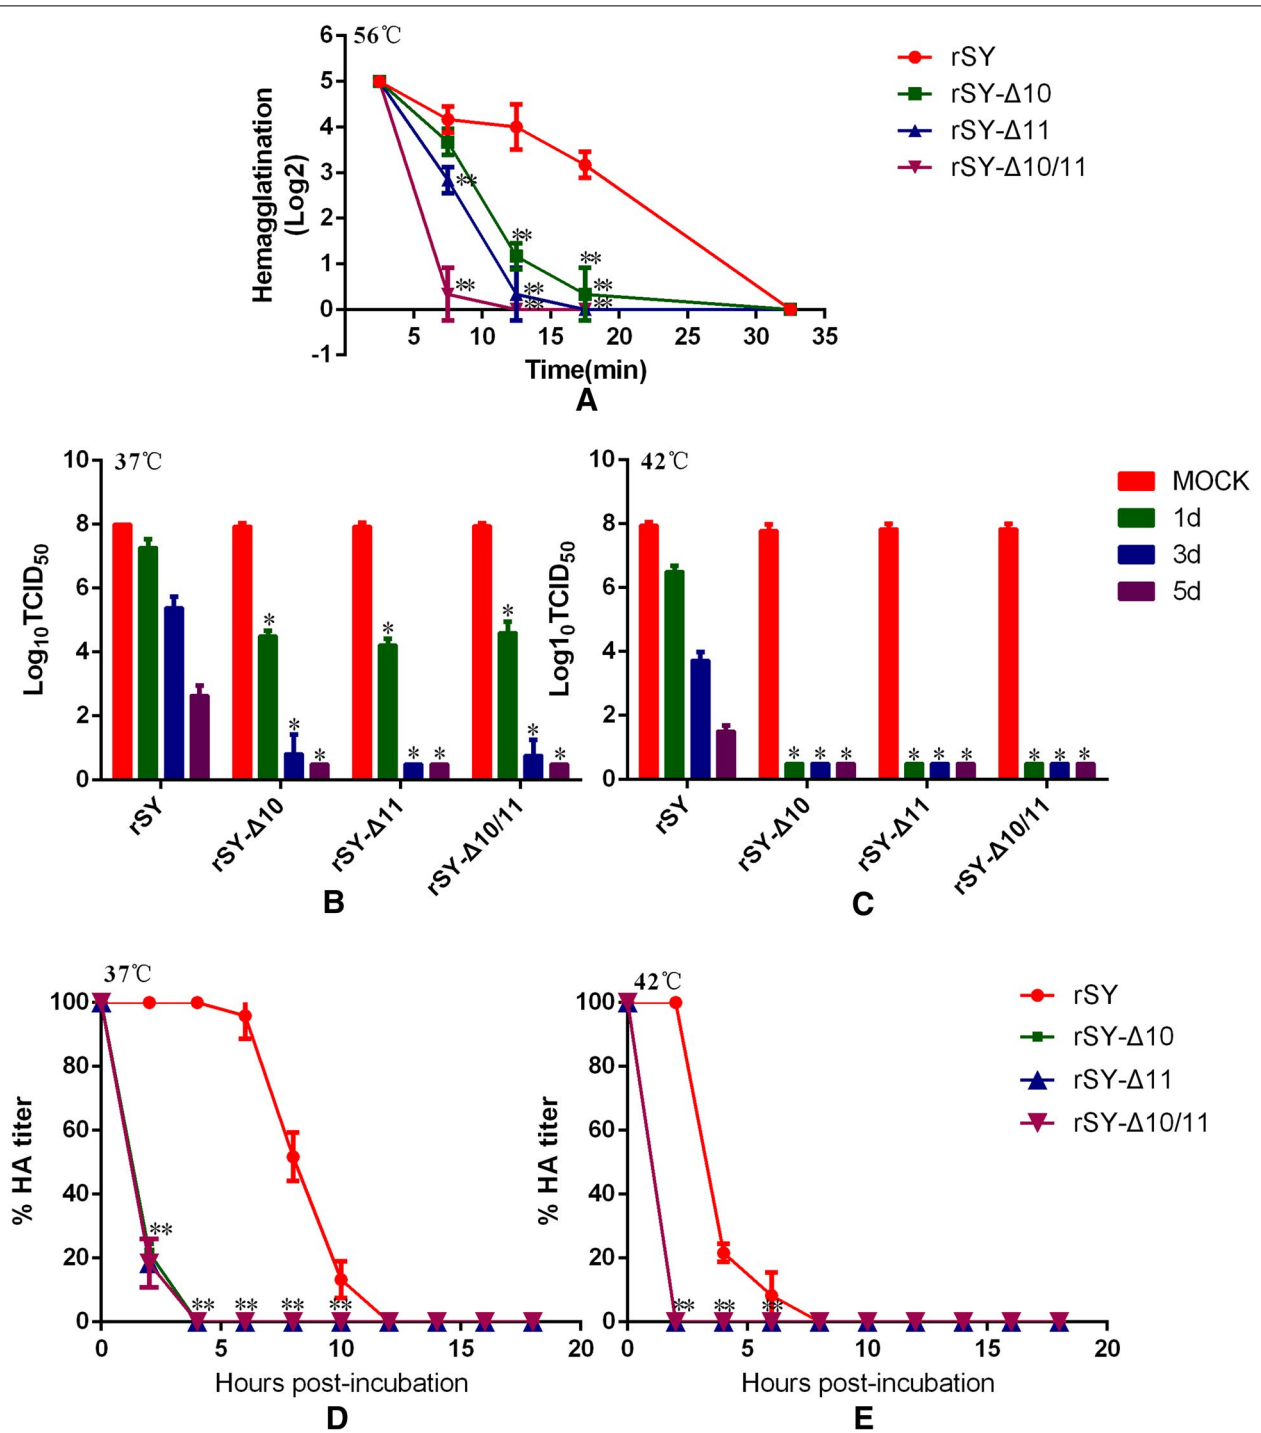 6 56℃
5
4
3
2
1
0
-1
Hemagglatination
(Log2)
5 10 15 20 25 30 35
Time(min)
rSY
rSY-Δ10
rSY-Δ11
rSY-Δ10/11
** ** ** ** ** ** ** **
A
10 37℃
8
6
4
2
0
Log10TCID50
* * * * * * * * *
rSY rSY-Δ10 rSY-Δ11 rSY-Δ10/11
B
10 42℃
8
6
4
2
0
Log10TCID50
* * * * * * * * *
rSY rSY-Δ10 rSY-Δ11 rSY-Δ10/11
C
MOCK
1d
3d
5d
37℃
100
80
60
40
20
0
% HA titer
** ** ** ** **
0 5 10 15 20
Hours post-incubation
D
42℃
100
80
60
40
20
0
% HA titer
** ** **
0 5 10 15 20
Hours post-incubation
E
rSY
rSY-Δ10
rSY-Δ11
rSY-Δ10/11